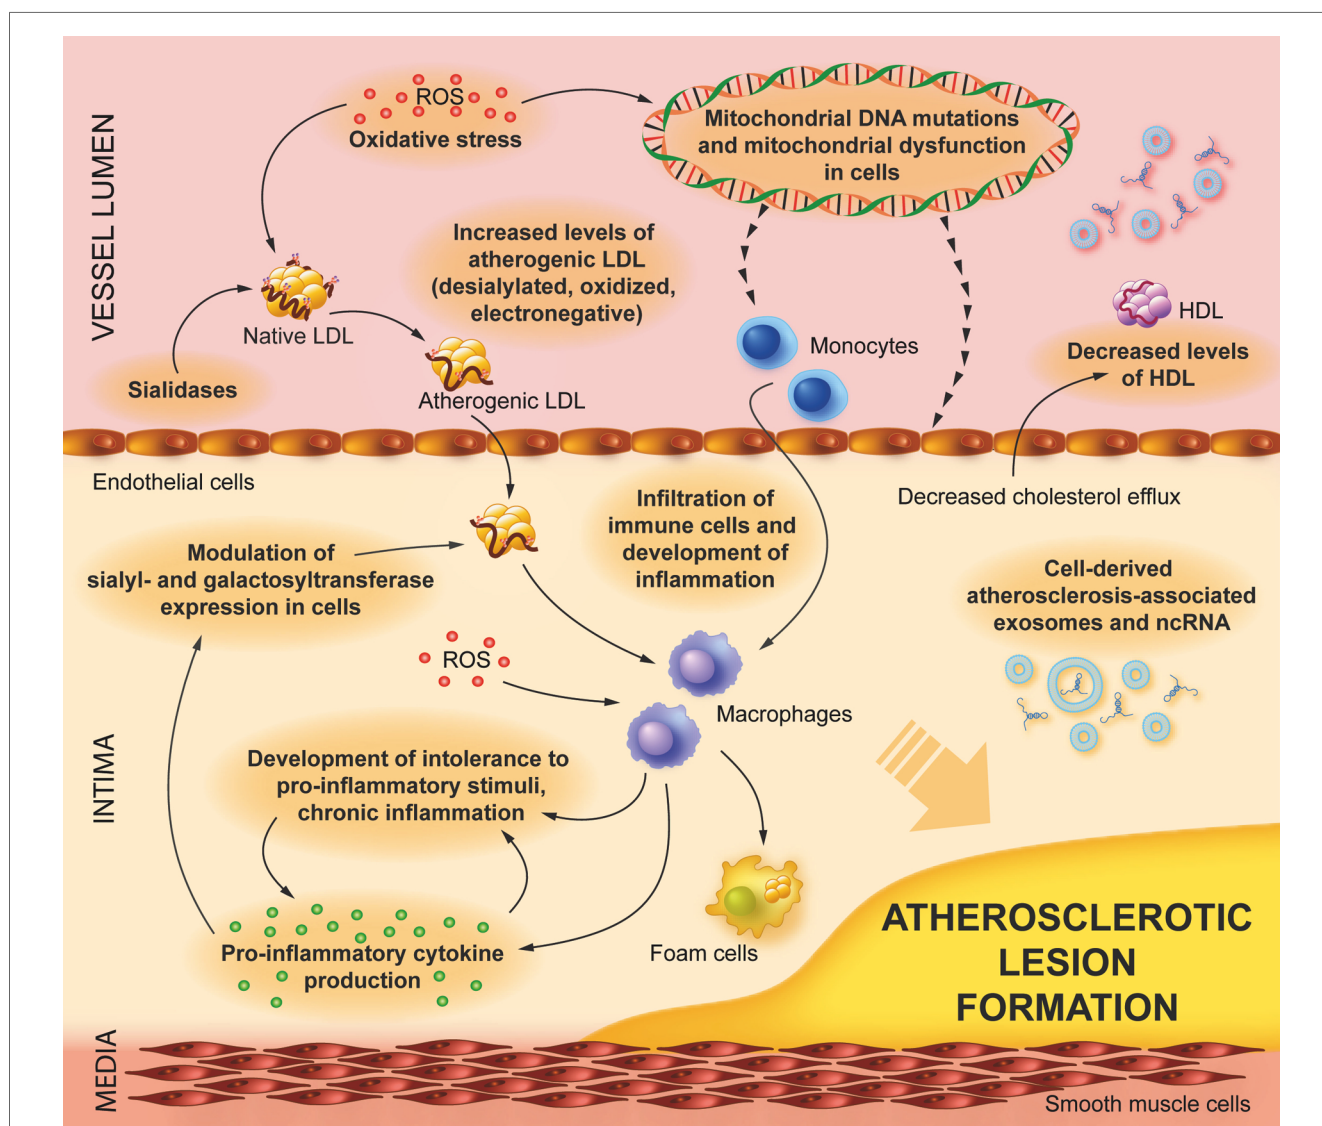 VESSEL LUMEN
ROS
Oxidative stress
Mitochondrial DNA mutations
and mitochondrial dysfunction
in cells
Increased levels of
atherogenic LDL
(desialylated, oxidized,
electronegative)
Native LDL
Sialidases
Atherogenic LDL
Monocytes
HDL
Decreased levels
of HDL
Endothelial cells
Decreased cholesterol efflux
INTIMA
Modulation of
sialyl- and galactosyltransferase
expression in cells
Infiltration of
immune cells and
development of
inflammation
Cell-derived
atherosclerosis-associated
exosomes and ncRNA
ROS
Macrophages
Development of intolerance to
pro-inflammatory stimuli,
chronic inflammation
Pro-inflammatory cytokine
production
Foam cells
ATHEROSCLEROTIC
LESION
FORMATION
MEDIA
Smooth muscle cells